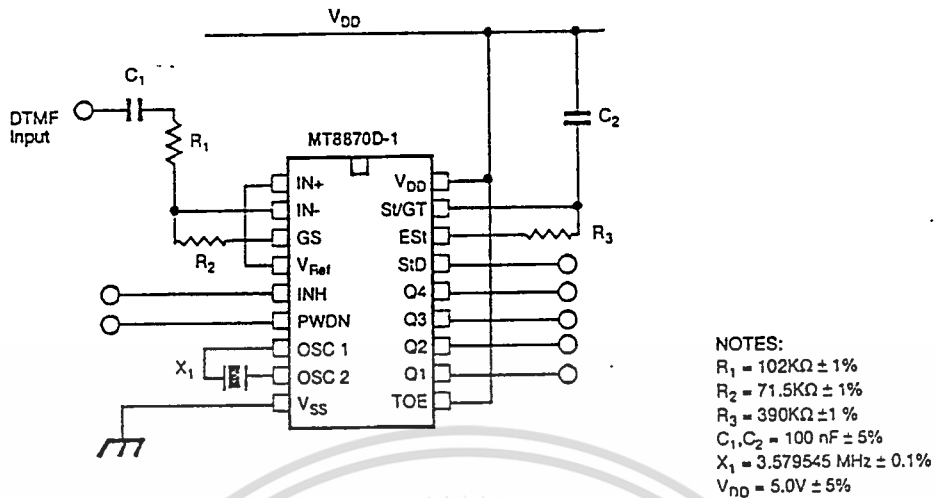 VDD
C1
DTMF
Input
R1
C2
MT8870D-1
IN+
VDD
IN-
St/GT
GS
ESt
R3
R2
VRef
StD
INH
Q4
PWDN
Q3
X1
OSC 1
Q2
OSC 2
Q1
VSS
TOE
NOTES:
R1 = 102KΩ ± 1%
R2 = 71.5KΩ ± 1%
R3 = 390KΩ ±1 %
C1,C2 = 100 nF ± 5%
X1 = 3.579545 MHz ± 0.1%
VDD = 5.0V ± 5%